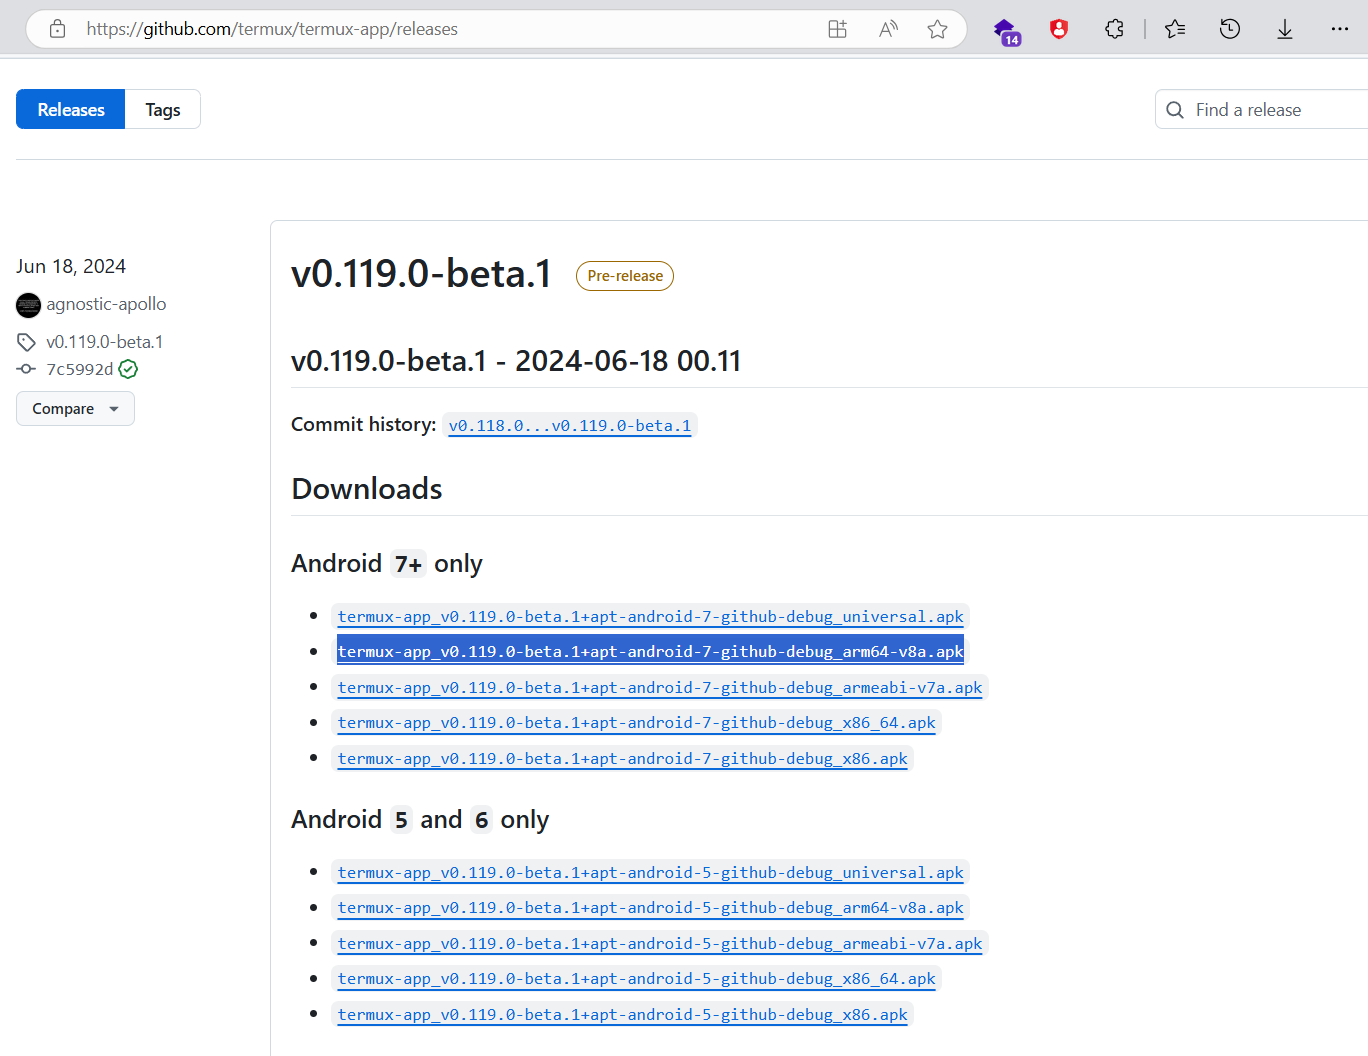 https://github.com/termux/termux-app/releases
14
Releases
Tags
Find a release
Jun 18, 2024
agnostic-apollo
v0.119.0-beta.1
7c5992d
Compare
v0.119.0-beta.1
Pre-release
v0.119.0-beta.1 - 2024-06-18 00.11
Commit history: v0.118.0...v0.119.0-beta.1
Downloads
Android 7+ only
termux-app_v0.119.0-beta.1+apt-android-7-github-debug_universal.apk
termux-app_v0.119.0-beta.1+apt-android-7-github-debug_arm64-v8a.apk
termux-app_v0.119.0-beta.1+apt-android-7-github-debug_armeabi-v7a.apk
termux-app_v0.119.0-beta.1+apt-android-7-github-debug_x86_64.apk
termux-app_v0.119.0-beta.1+apt-android-7-github-debug_x86.apk
Android 5 and 6 only
termux-app_v0.119.0-beta.1+apt-android-5-github-debug_universal.apk
termux-app_v0.119.0-beta.1+apt-android-5-github-debug_arm64-v8a.apk
termux-app_v0.119.0-beta.1+apt-android-5-github-debug_armeabi-v7a.apk
termux-app_v0.119.0-beta.1+apt-android-5-github-debug_x86_64.apk
termux-app_v0.119.0-beta.1+apt-android-5-github-debug_x86.apk